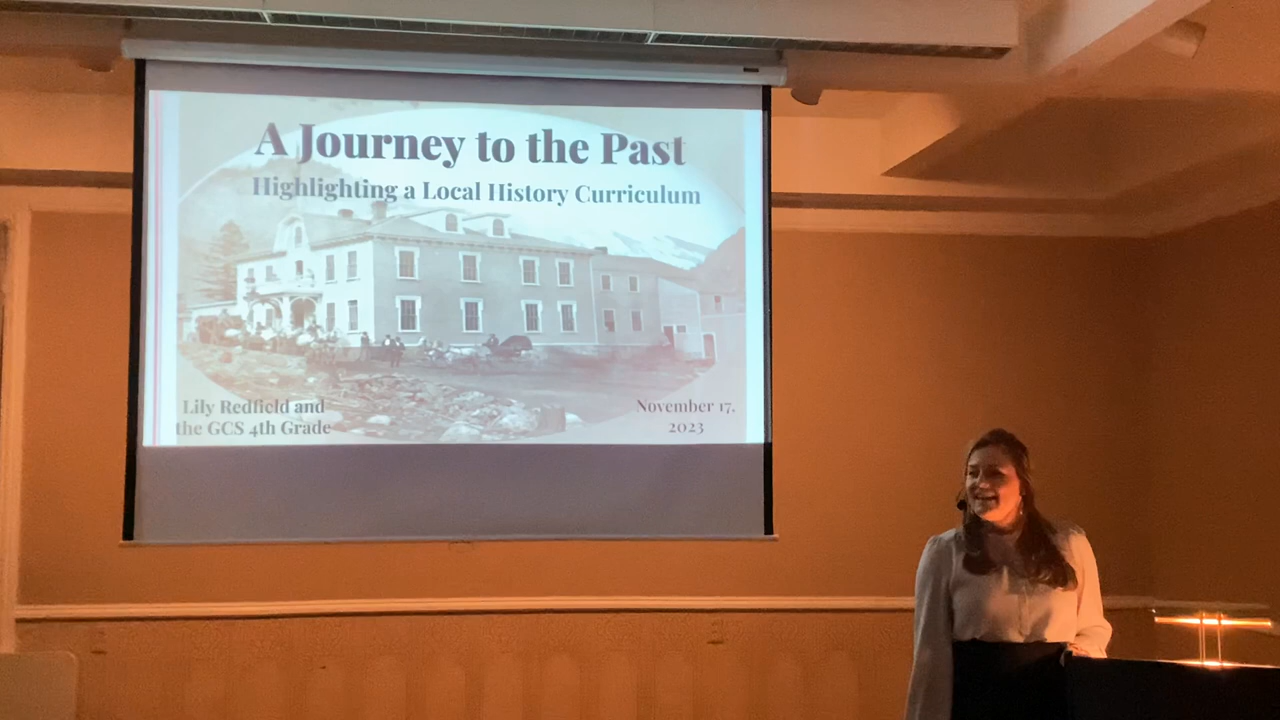 A Journey to the Past
Highlighting a Local History Curriculum
Lily Redfield and
the GCS 4th Grade
November 17,
2023